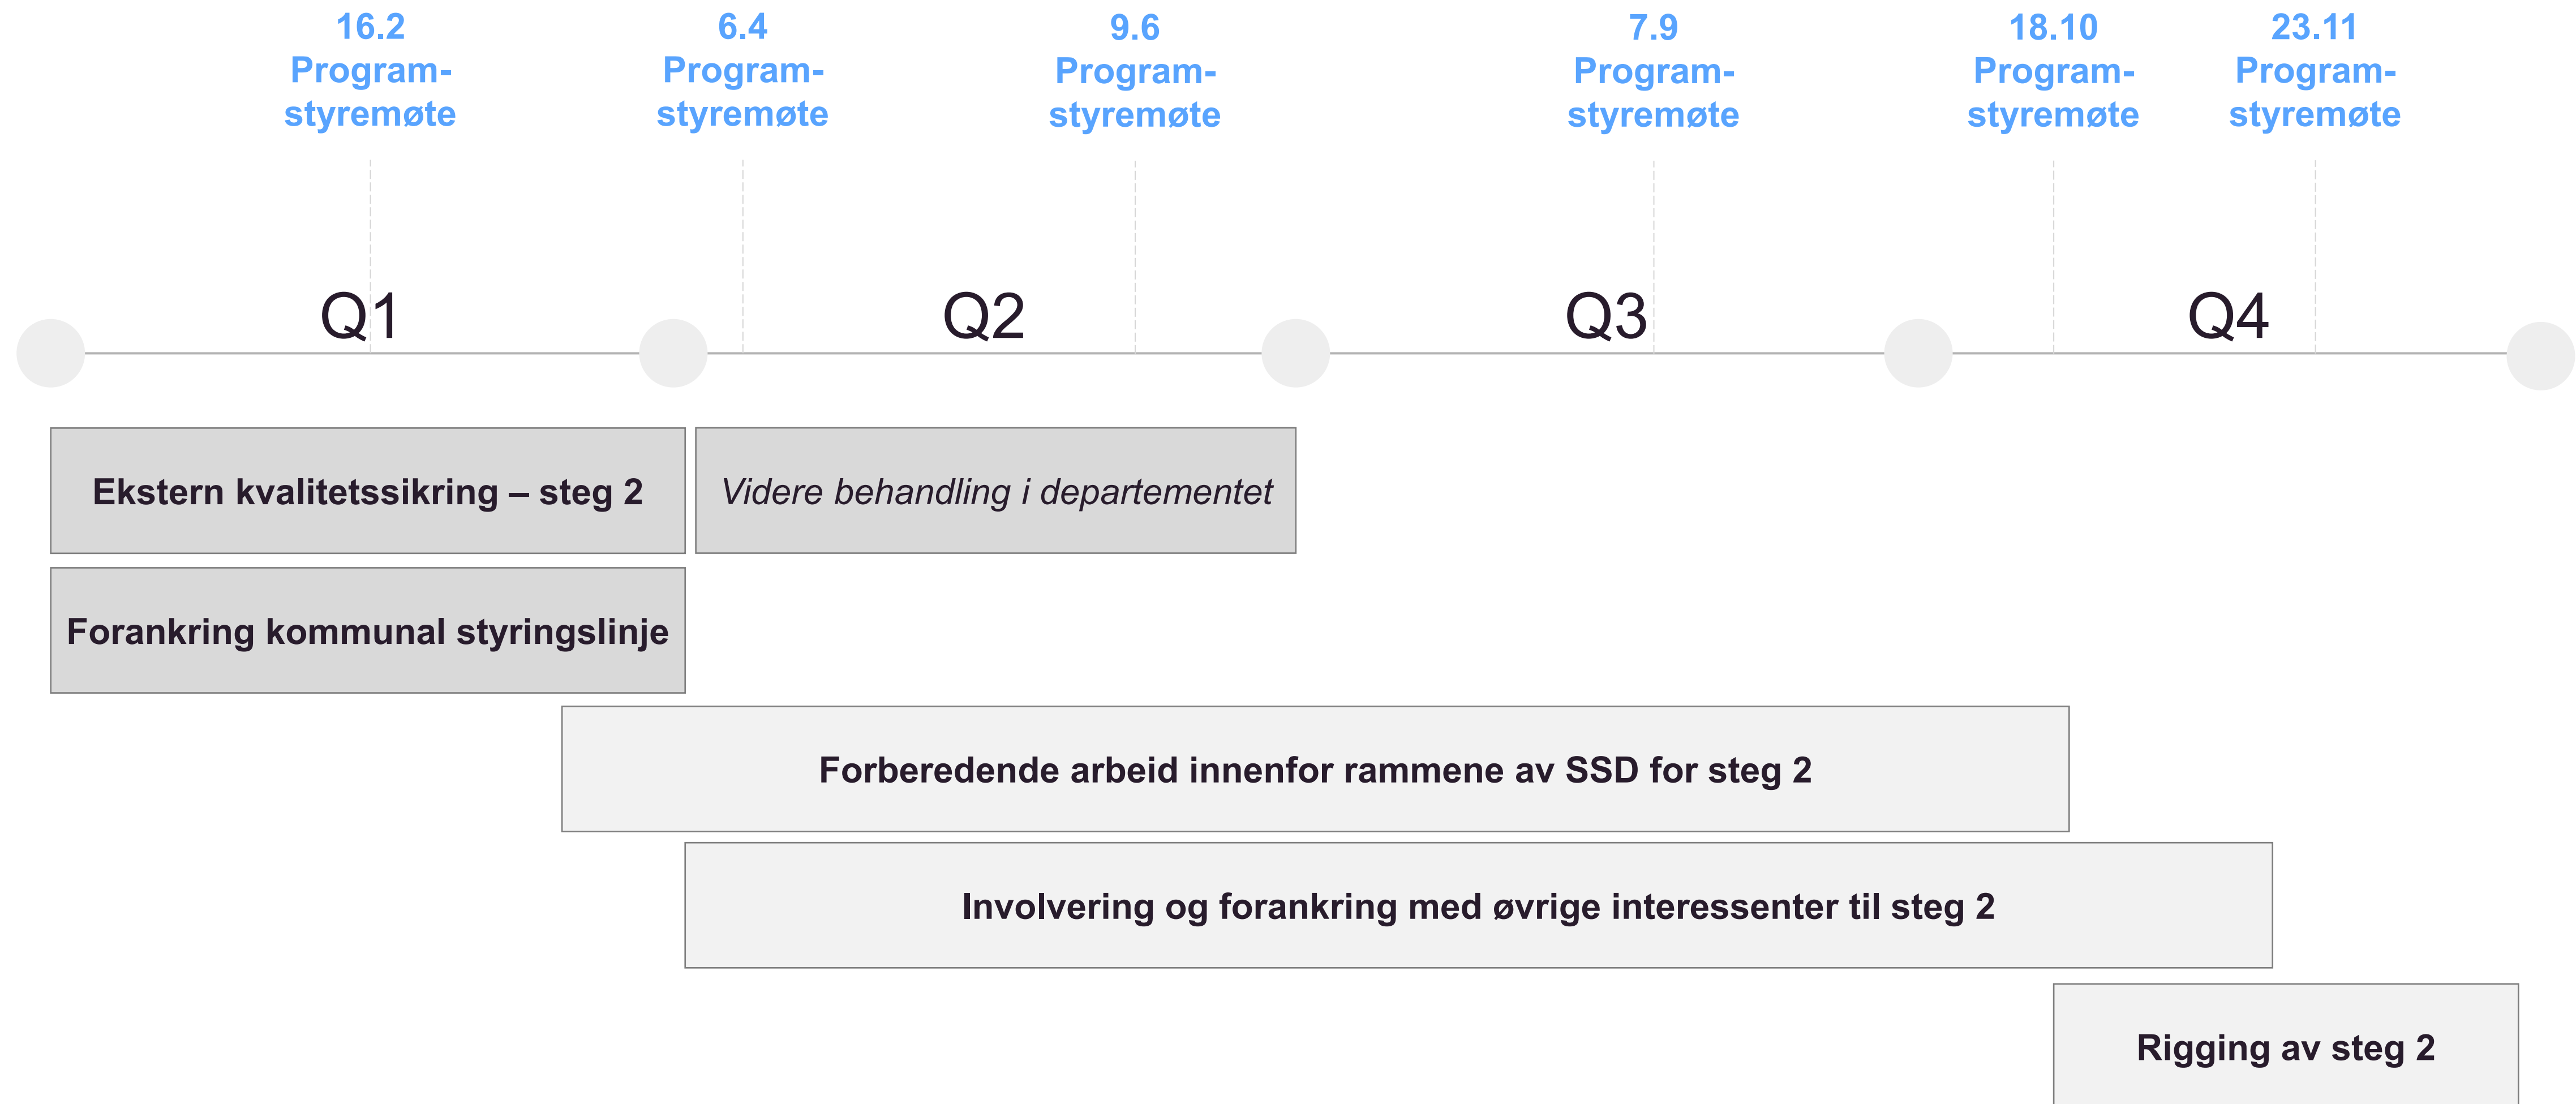 16.2
Program-
styremøte
6.4
Program-
styremøte
9.6
Program-
styremøte
7.9
Program-
styremøte
18.10
Program-
styremøte
23.11
Program-
styremøte
Q1
Q2
Q3
Q4
Ekstern kvalitetssikring – steg 2
Videre behandling i departementet
Forankring kommunal styringslinje
Forberedende arbeid innenfor rammene av SSD for steg 2
Involvering og forankring med øvrige interessenter til steg 2
Rigging av steg 2